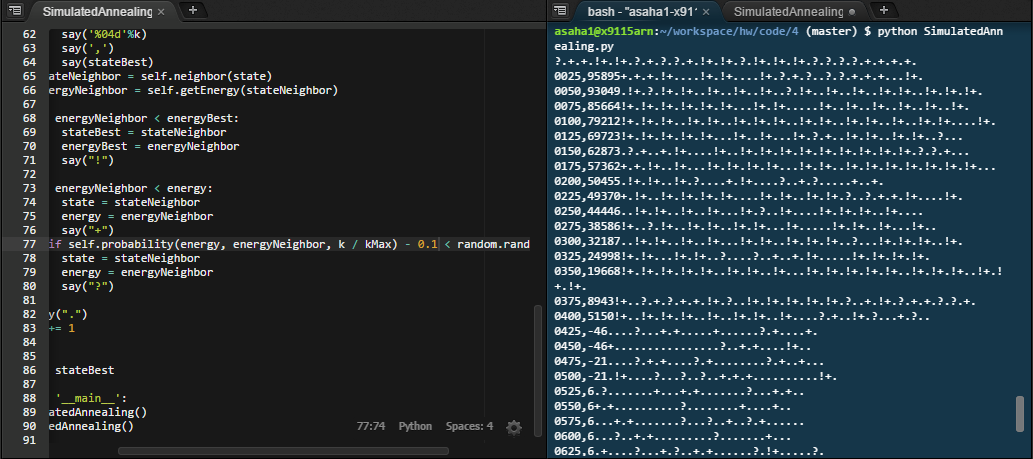 SimulatedAnnealing
62 say('%04d'%k)
63 say(',')
64 say(stateBest)
65 ateNeighbor = self.neighbor(state)
66 ergyNeighbor = self.getEnergy(stateNeighbor)
67
68 energyNeighbor < energyBest:
69 stateBest = stateNeighbor
70 energyBest = energyNeighbor
71 say("!")
72
73 energyNeighbor < energy:
74 state = stateNeighbor
75 energy = energyNeighbor
76 say("+")
77 if self.probability(energy, energyNeighbor, k / kMax) - 0.1 < random.rand
78 state = stateNeighbor
79 energy = energyNeighbor
80 say("?")
81
82 y(".")
83 += 1
84
85
86 stateBest
87
88 '__main__':
89 atedAnnealing()
90 edAnnealing()
91
77:74 Python Spaces: 4
bash - "asaha1-x911 SimulatedAnnealing
asaha1@x9115arn:~/workspace/hw/code/4 (master) $ python SimulatedAnn
ealing.py
0025,95895
0050,93049
0075,85664
0100,79212
0125,69723
0150,62873
0175,57362
0200,50455
0225,49370
0250,44446
0275,38586
0300,32187
0325,24998
0350,19668
0375,8943
0400,5150
0425,-46
0450,-46
0475,-21
0500,-21
0525,6
0550,6
0575,6
0600,6
0625,6